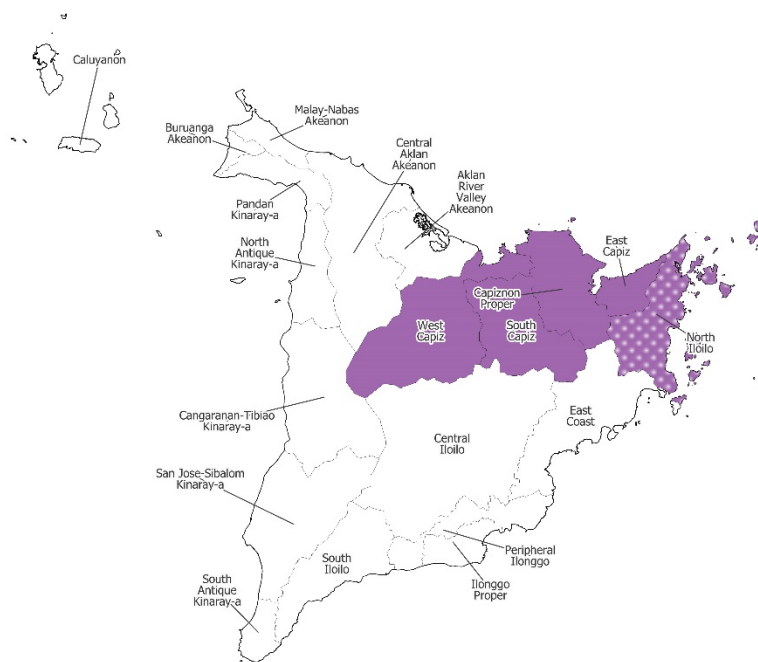 Caluyanon
Malay-Nabas
Akeanon
Buruanga
Akeanon
Central
Aklan
Akeanon
Aklan
River
Valley
Akeanon
Pandan
Kinaray-a
North
Antique
Kinaray-a
East
Capiz
Capiznon
Proper
West
Capiz
South
Capiz
North
Iloilo
Cangaranan-Tibiao
Kinaray-a
East
Coast
Central
Iloilo
San Jose-Sibalom
Kinaray-a
South
Iloilo
Peripheral
Ilonggo
Ilonggo
Proper
South
Antique
Kinaray-a